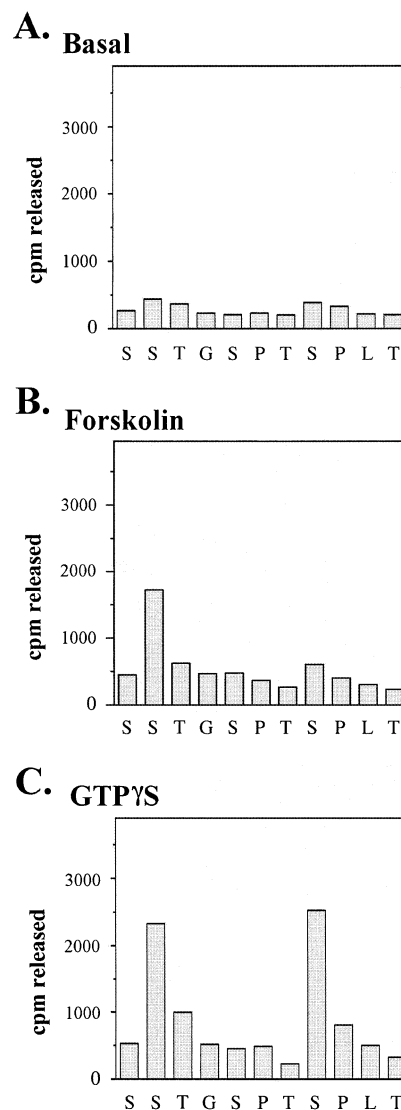 A. Basal
3000
2000
1000
0
cpm released
S S T G S P T S P L T
B. Forskolin
3000
2000
1000
0
cpm released
S S T G S P T S P L T
C. GTPγS
3000
2000
1000
0
cpm released
S S T G S P T S P L T